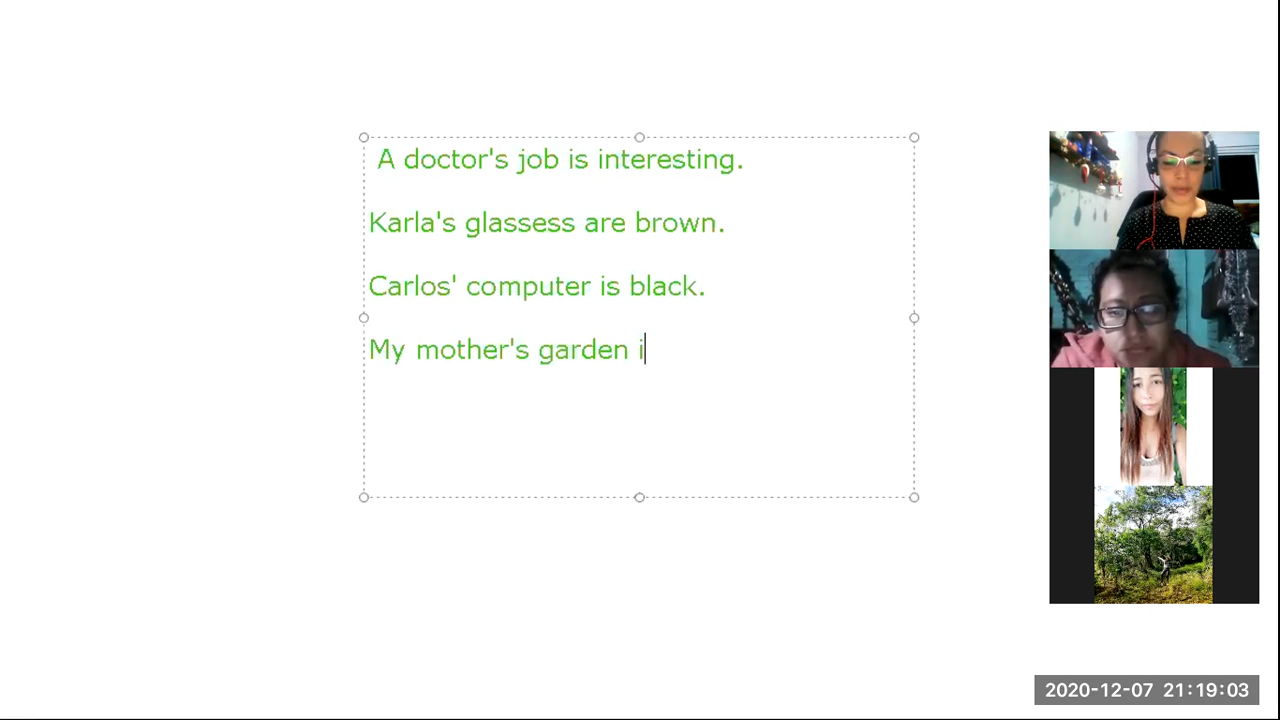 A doctor's job is interesting.
Karla's glassess are brown.
Carlos' computer is black.
My mother's garden i
2020-12-07 21:19:03